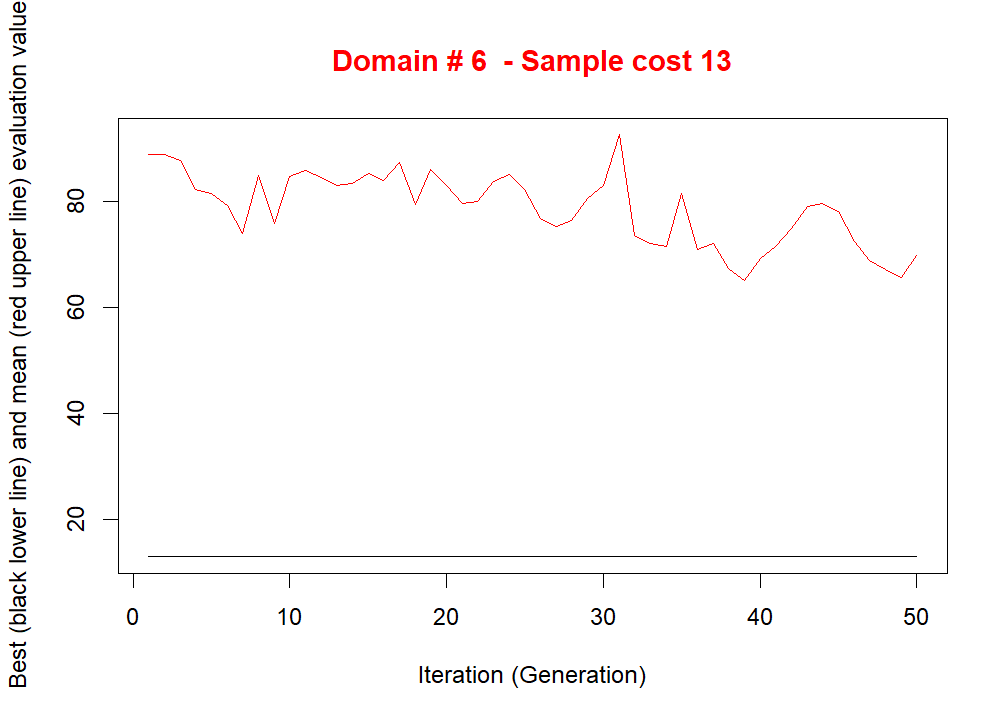 Domain # 6  - Sample cost 13
Best (black lower line) and mean (red upper line) evaluation value
80
60
40
20
0 10 20 30 40 50
Iteration (Generation)